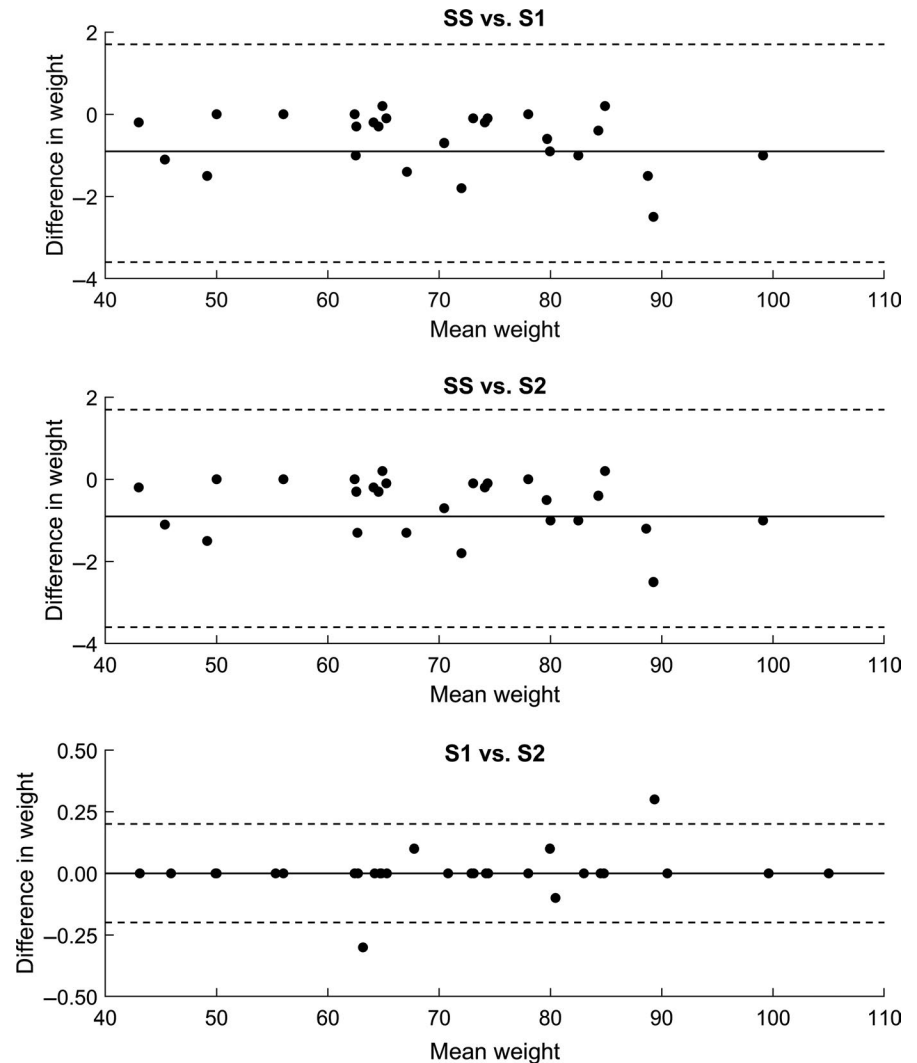 SS vs. S1
Difference in weight
2
0
–2
–4
40 50 60 70 80 90 100 110
Mean weight
SS vs. S2
Difference in weight
2
0
–2
–4
40 50 60 70 80 90 100 110
Mean weight
S1 vs. S2
Difference in weight
0.50
0.25
0.00
–0.25
–0.50
40 50 60 70 80 90 100 110
Mean weight